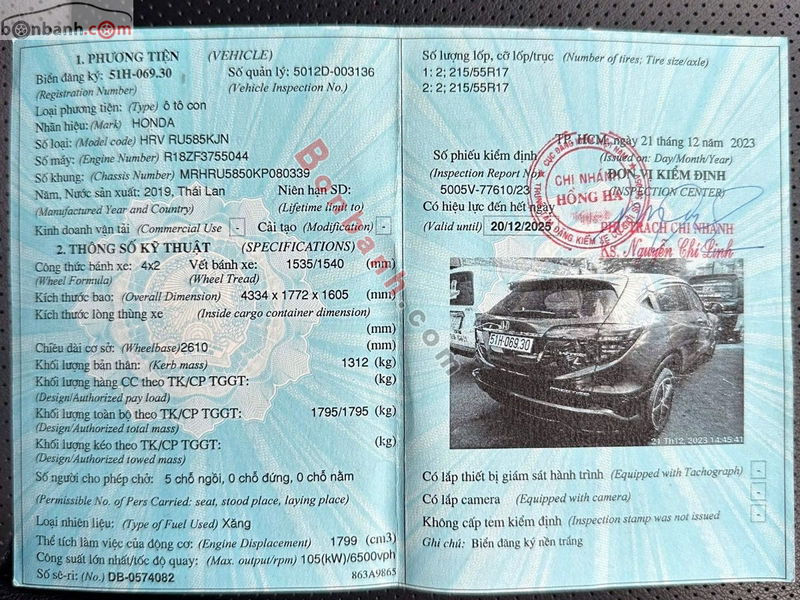 bonbanh.com
1. PHƯƠNG TIỆN (VEHICLE)
Biển đăng ký: 51H-069.30 Số quản lý: 5012D-003136
(Registration Number) (Vehicle Inspection No.)
Loại phương tiện: (Type) ô tô con
Nhãn hiệu: (Mark) HONDA
Số loại: (Model code) HRV RU585KJN
Số máy: (Engine Number) R18ZF3755044
Số khung: (Chassis Number) MRHRU5850KP080339
Năm, Nước sản xuất: 2019, Thái Lan Niên hạn SD:
(Manufactured Year and Country) (Lifetime limit to)
Kinh doanh vận tải (Commercial Use) - Cải tạo (Modification) -
2. THÔNG SỐ KỸ THUẬT (SPECIFICATIONS)
Công thức bánh xe: 4x2 Vết bánh xe: 1535/1540 (mm)
(Wheel Formula) (Wheel Tread)
Kích thước bao: (Overall Dimension) 4334 x 1772 x 1605 (mm)
Kích thước lòng thùng xe (Inside cargo container dimension)
(mm)
Chiều dài cơ sở: (Wheelbase) 2610 (mm)
Khối lượng bản thân: (Kerb mass) 1312 (kg)
Khối lượng hàng CC theo TK/CP TGGT: (kg)
(Design/Authorized pay load)
Khối lượng toàn bộ theo TK/CP TGGT: 1795/1795 (kg)
(Design/Authorized total mass)
Khối lượng kéo theo TK/CP TGGT: (kg)
(Design/Authorized towed mass)
Số người cho phép chở: 5 chỗ ngồi, 0 chỗ đứng, 0 chỗ nằm
(Permissible No. of Pers Carried: seat, stood place, laying place)
Loại nhiên liệu: (Type of Fuel Used) Xăng
Thể tích làm việc của động cơ: (Engine Displacement) 1799 (cm3)
Công suất lớn nhất/tốc độ quay: (Max. output/rpm) 105(kW)/6500vph
Số sê-ri: (No.) DB-0574082 863A9865
Bonbanh.com
Số lượng lốp, cỡ lốp/trục (Number of tires; Tire size/axle)
1: 2; 215/55R17
2: 2; 215/55R17
TP. HCM, ngày 21 tháng 12 năm 2023
Số phiếu kiểm định (Issued on: Day/Month/Year)
(Inspection Report No) ĐƠN VỊ KIỂM ĐỊNH
5005V-77610/23 (INSPECTION CENTER)
CHI NHÁNH
HỒNG HÀ
Có hiệu lực đến hết ngày
(Valid until) 20/12/2025 PHỤ TRÁCH CHI NHÁNH
KS. Nguyễn Chí Linh
51H-069.30
21 Th12, 2023 14:45:41
Có lắp thiết bị giám sát hành trình (Equipped with Tachograph) -
Có lắp camera (Equipped with camera) -
Không cấp tem kiểm định (Inspection stamp was not issued -
Ghi chú: Biển đăng ký nền trắng